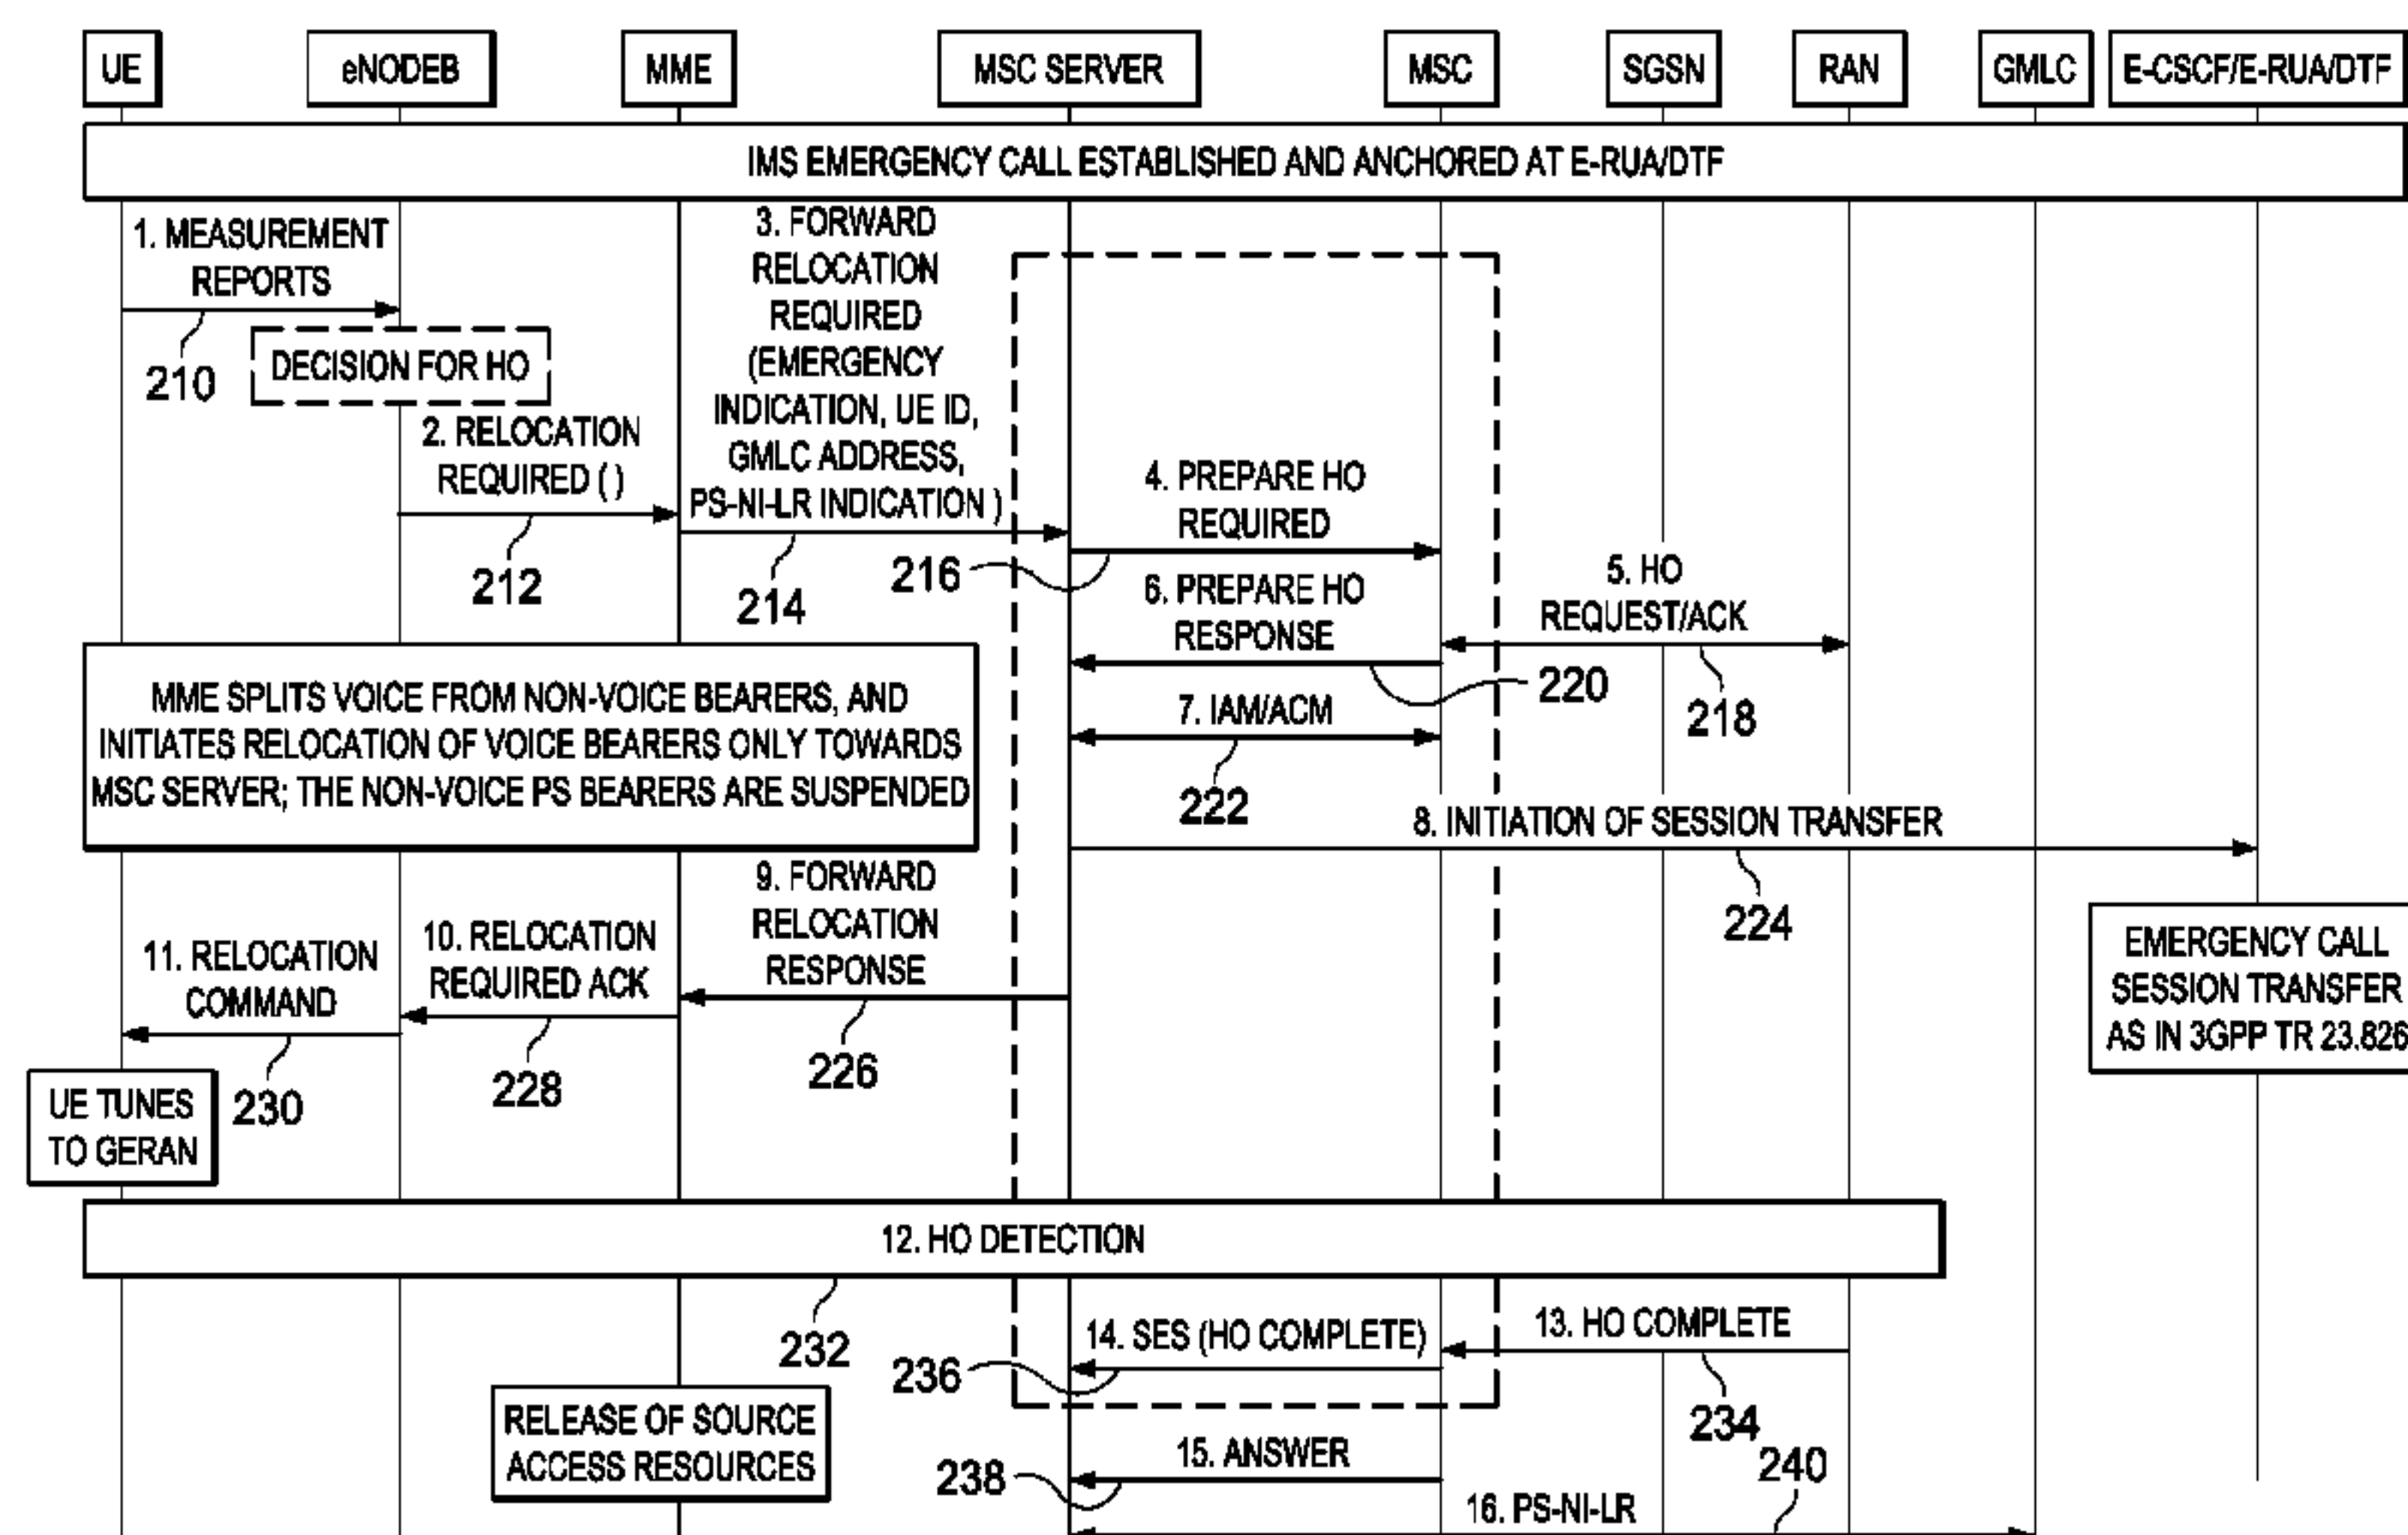 UE
eNODEB
MME
MSC SERVER
MSC
SGSN
RAN
GMLC
E-CSCF/E-RUA/DTF
IMS EMERGENCY CALL ESTABLISHED AND ANCHORED AT E-RUA/DTF
1. MEASUREMENT
REPORTS
210
DECISION FOR HO
2. RELOCATION
REQUIRED ( )
212
3. FORWARD
RELOCATION
REQUIRED
(EMERGENCY
INDICATION, UE ID,
GMLC ADDRESS,
PS-NI-LR INDICATION )
214
4. PREPARE HO
REQUIRED
216
5. HO
REQUEST/ACK
218
6. PREPARE HO
RESPONSE
220
MME SPLITS VOICE FROM NON-VOICE BEARERS, AND
INITIATES RELOCATION OF VOICE BEARERS ONLY TOWARDS
MSC SERVER; THE NON-VOICE PS BEARERS ARE SUSPENDED
7. IAM/ACM
222
8. INITIATION OF SESSION TRANSFER
224
EMERGENCY CALL
SESSION TRANSFER
AS IN 3GPP TR 23.826
9. FORWARD
RELOCATION
RESPONSE
226
10. RELOCATION
REQUIRED ACK
228
11. RELOCATION
COMMAND
230
UE TUNES
TO GERAN
12. HO DETECTION
232
13. HO COMPLETE
234
14. SES (HO COMPLETE)
236
RELEASE OF SOURCE
ACCESS RESOURCES
15. ANSWER
238
16. PS-NI-LR
240